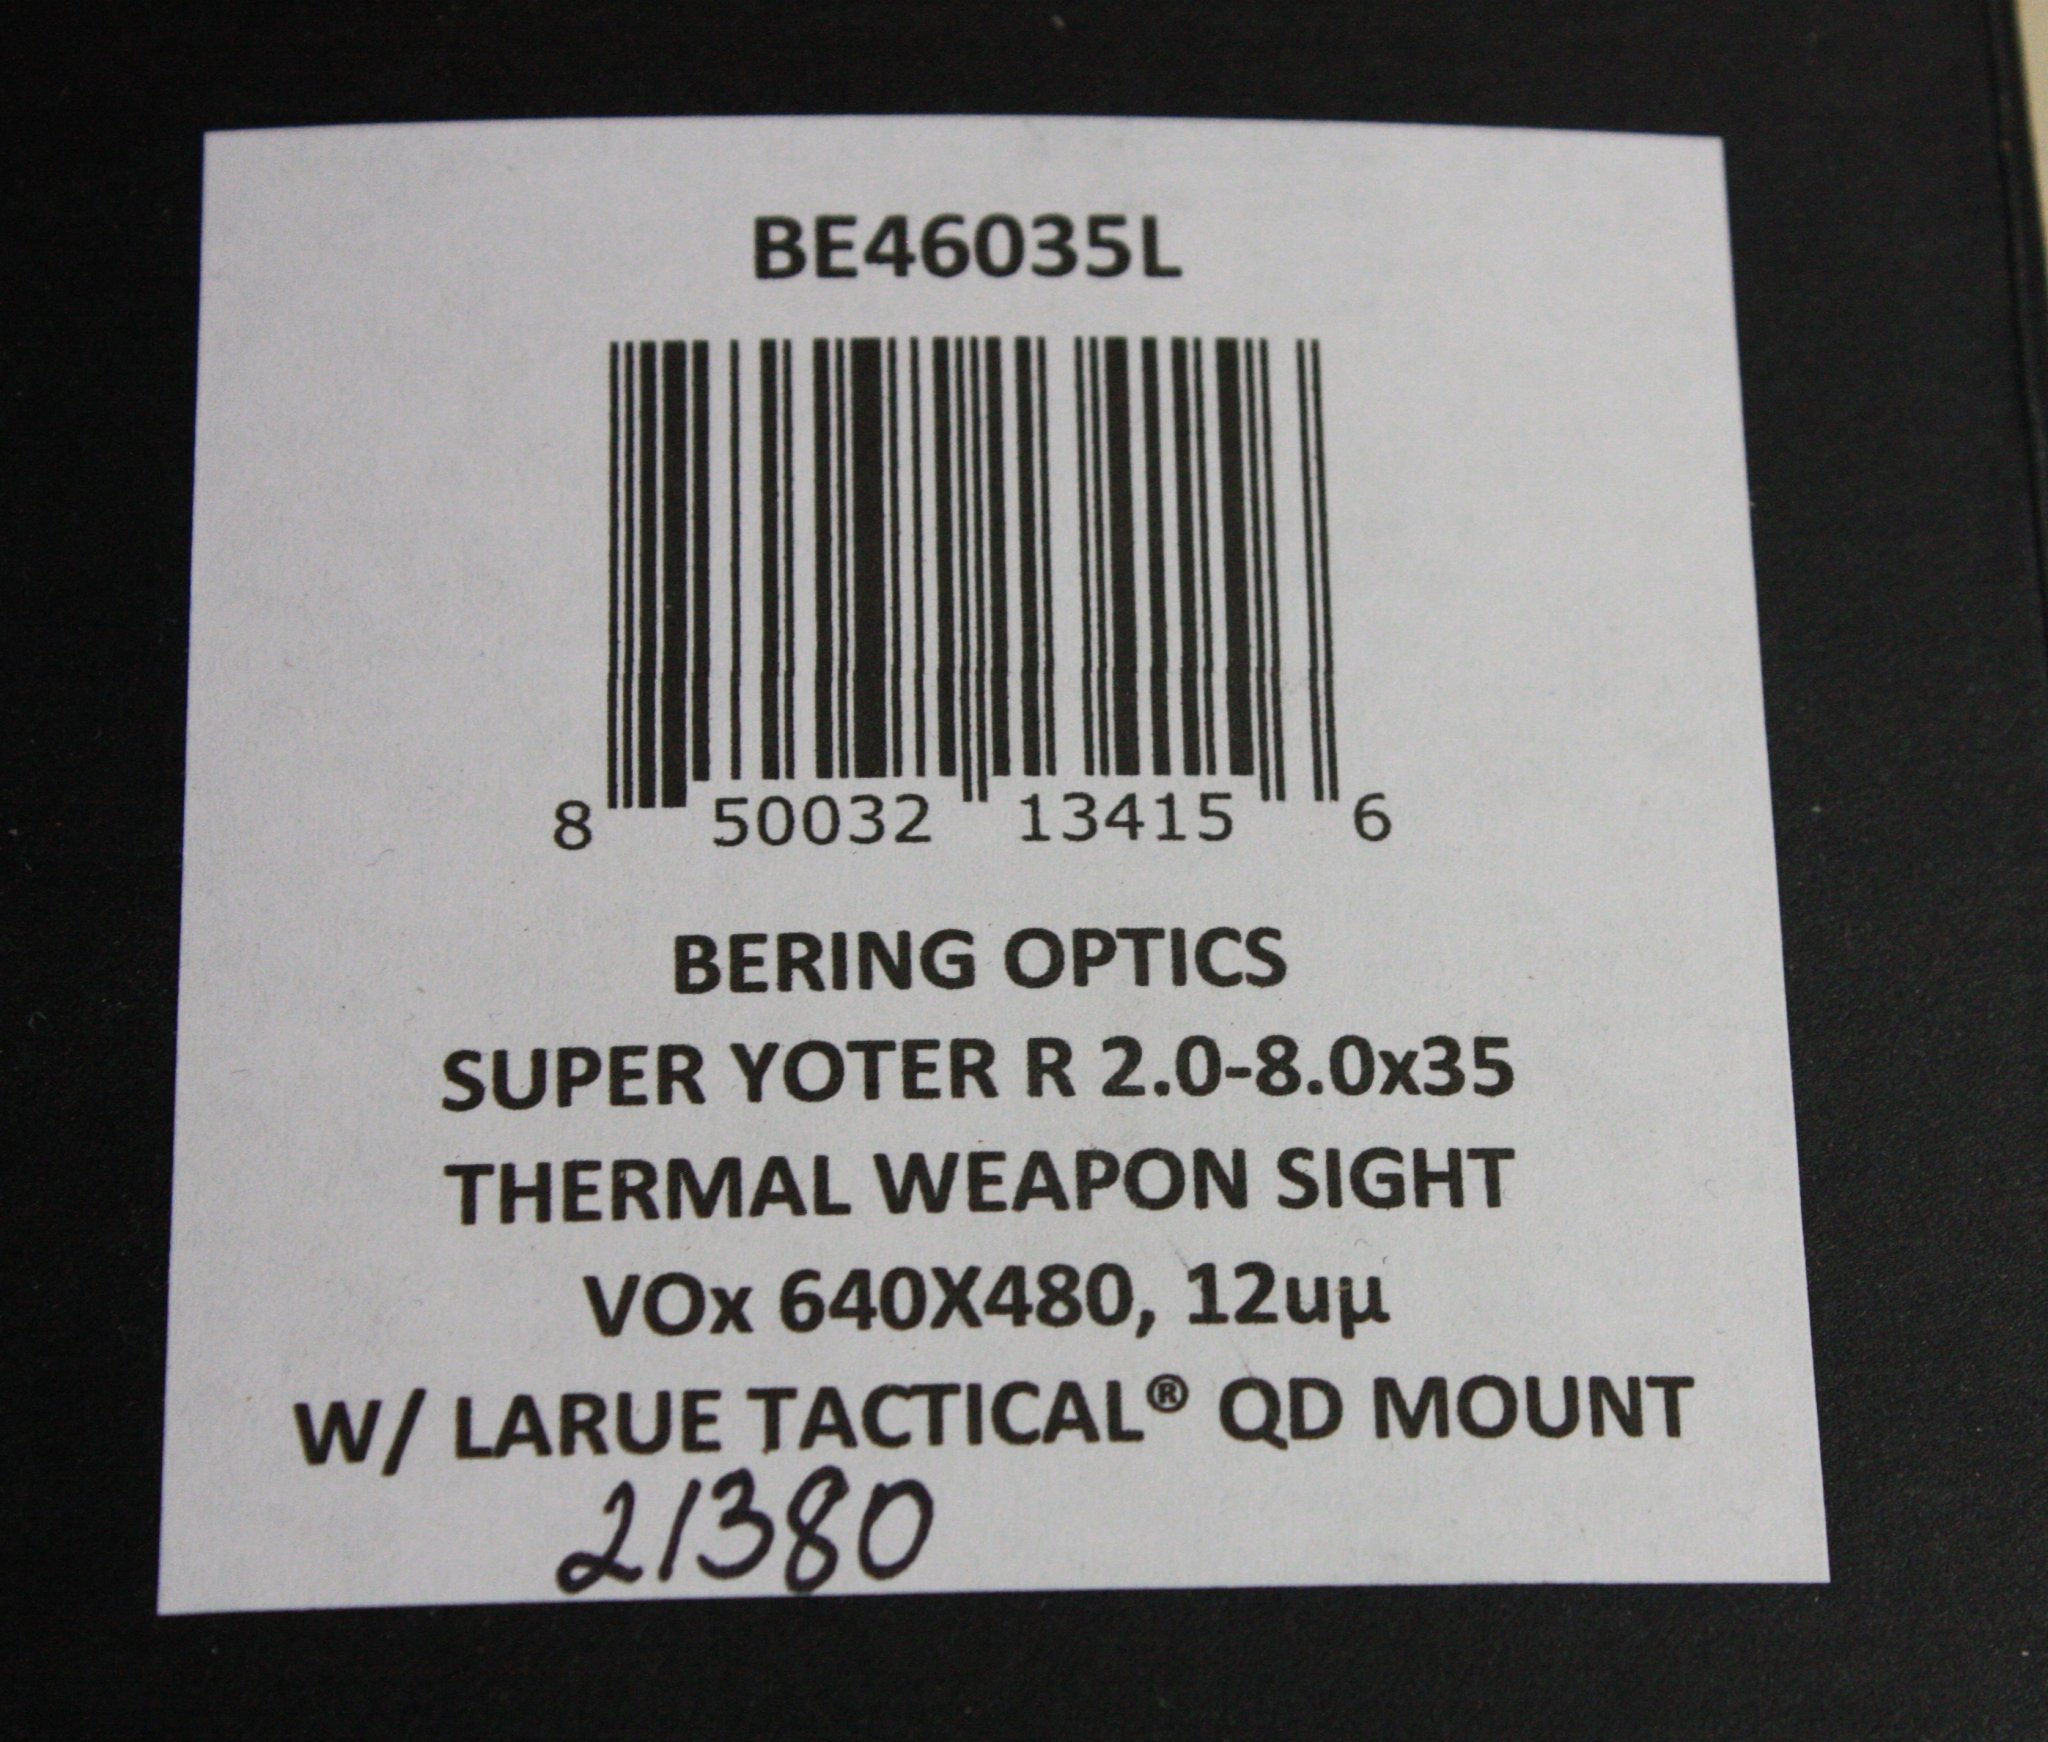 BE46035L
8 50032 13415 6
BERING OPTICS
SUPER YOTER R 2.0-8.0x35
THERMAL WEAPON SIGHT
VOx 640X480, 12uµ
W/ LARUE TACTICAL® QD MOUNT
21380